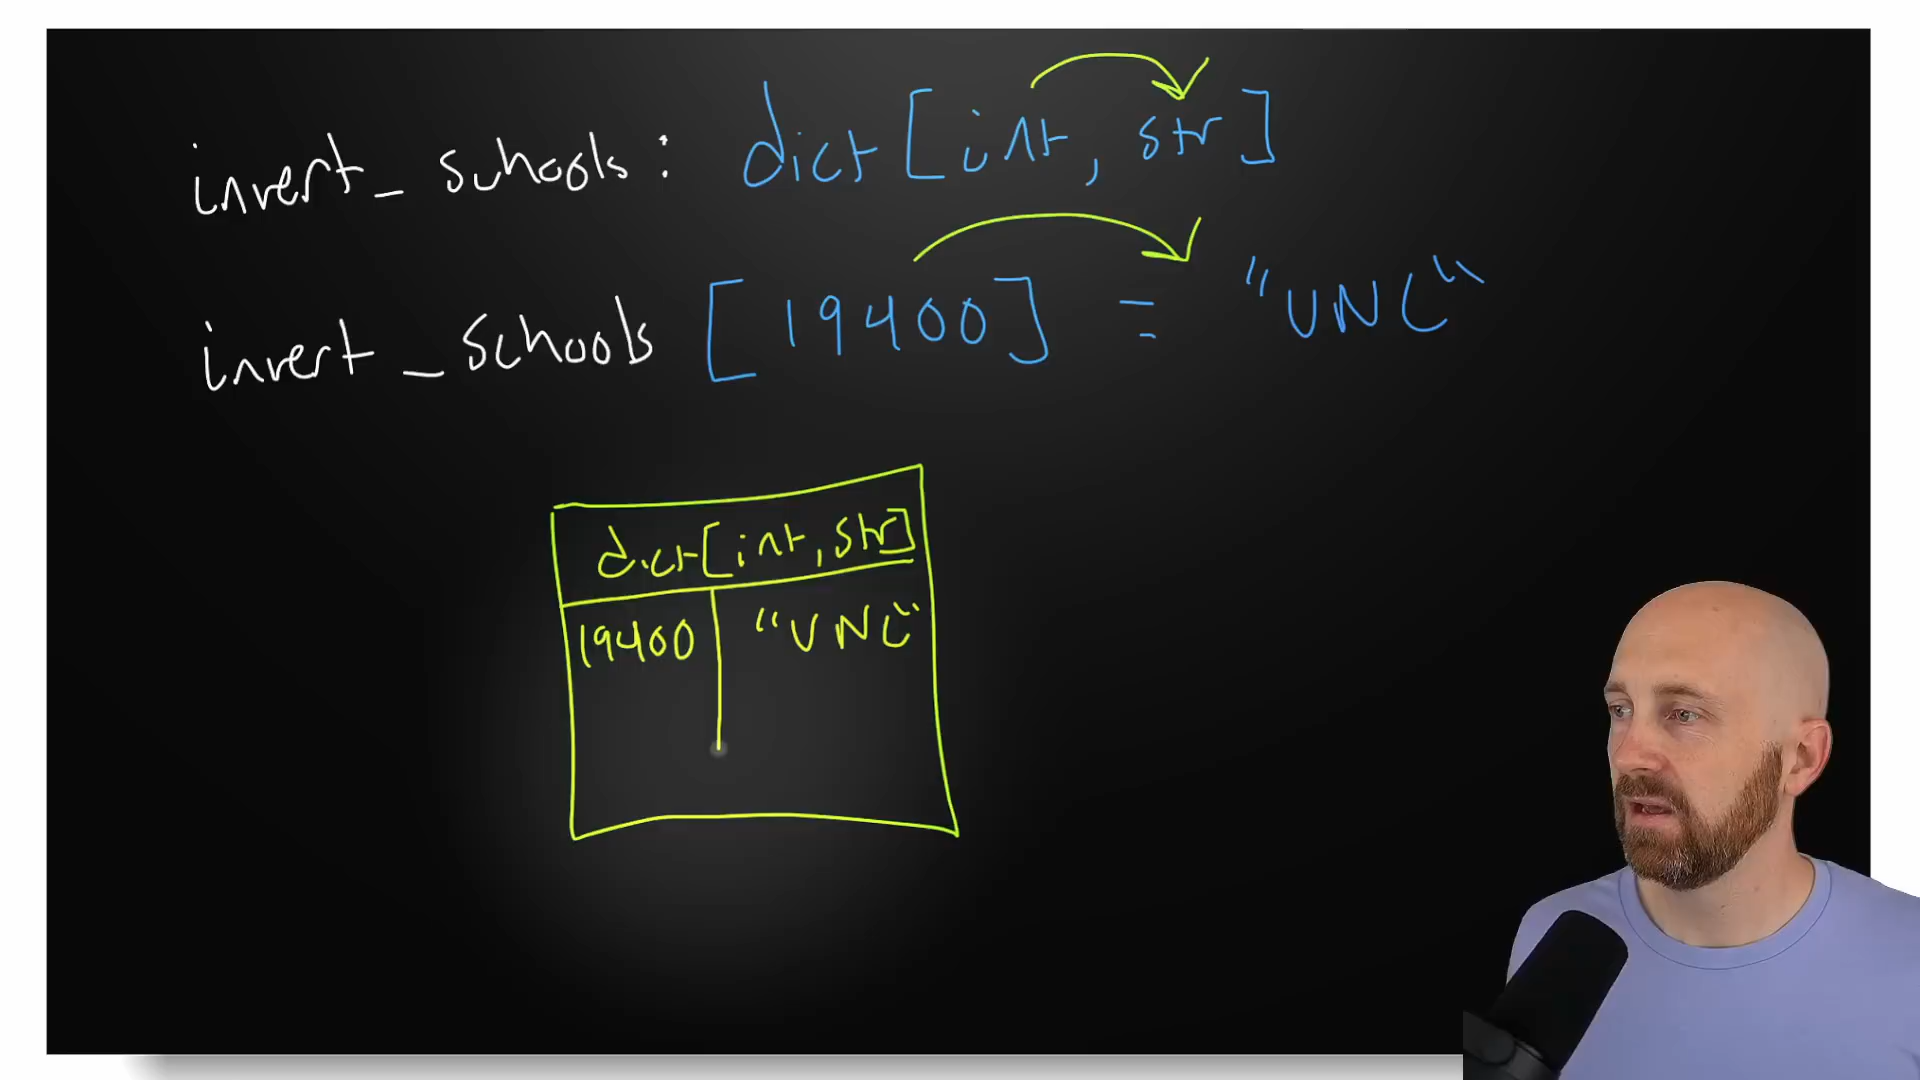 invert_schools: dict[int, str]
invert_schools [19400] = "UNC"
dict[int, str]
19400 "UNC"